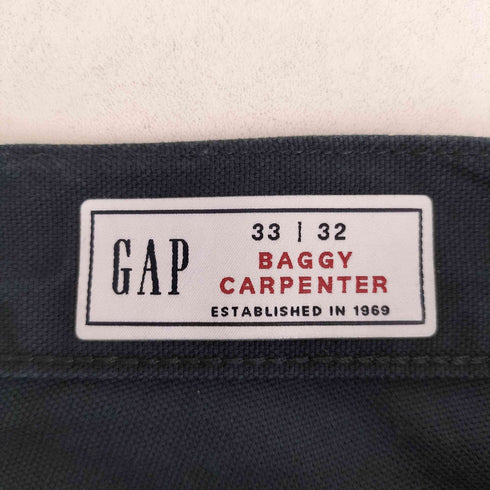 GAP
33 | 32
BAGGY
CARPENTER
ESTABLISHED IN 1969